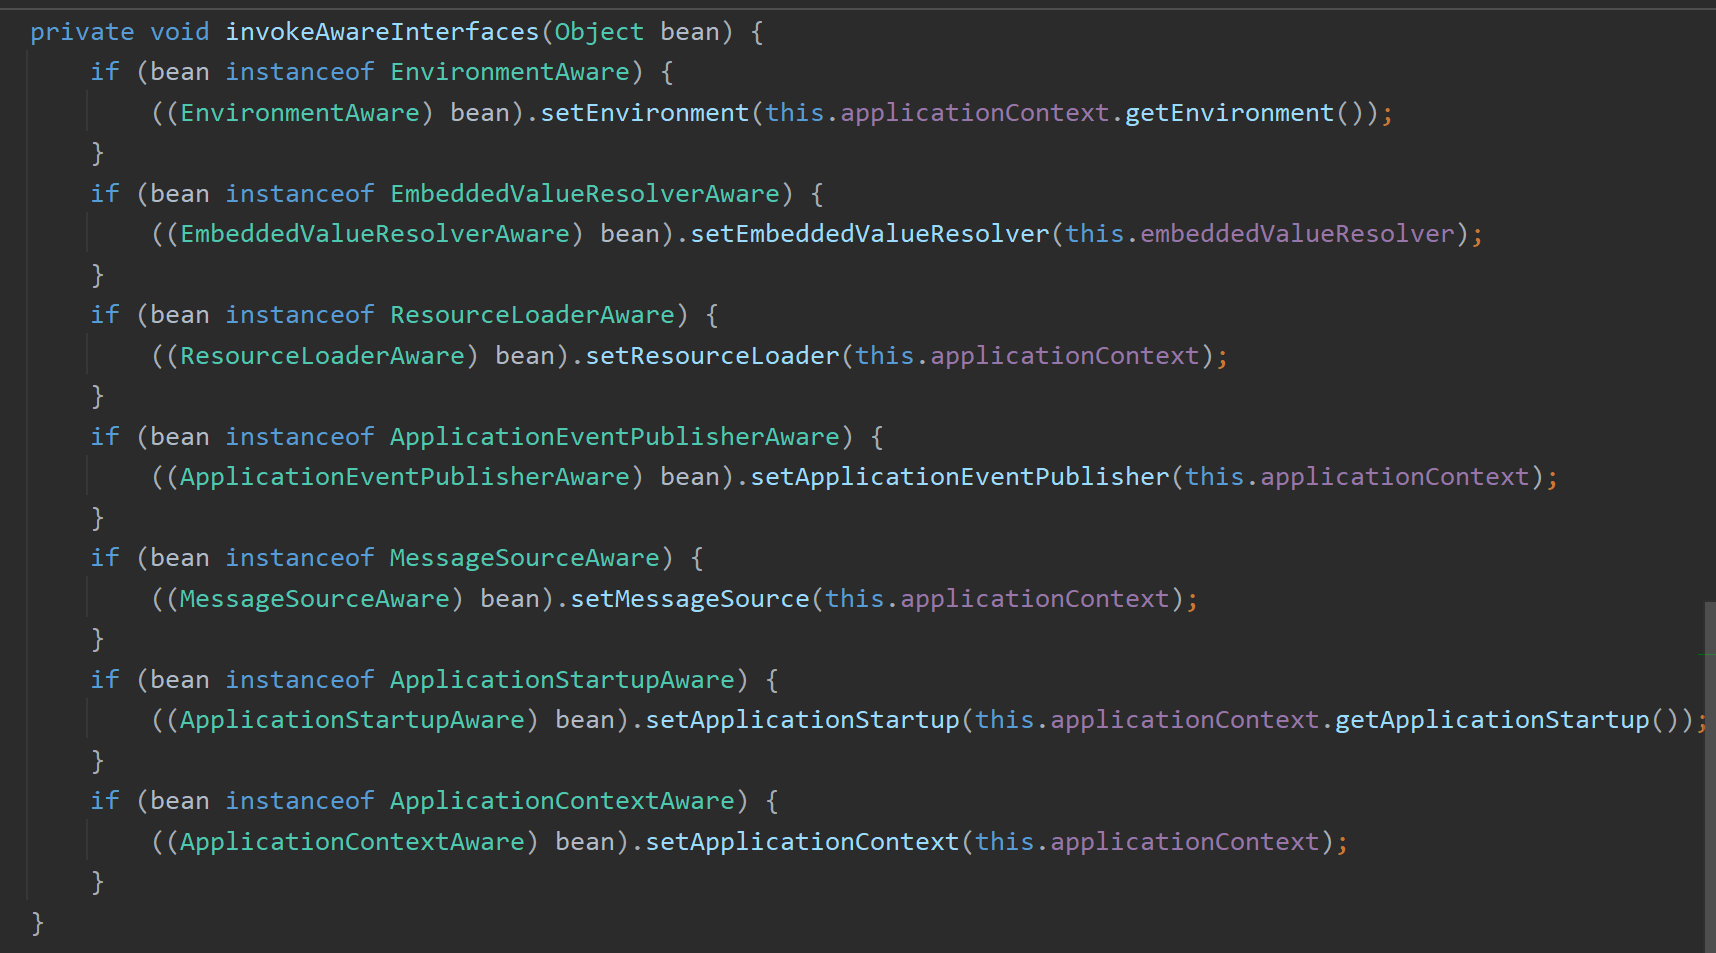 private void invokeAwareInterfaces(Object bean) {
    if (bean instanceof EnvironmentAware) {
        ((EnvironmentAware) bean).setEnvironment(this.applicationContext.getEnvironment());
    }
    if (bean instanceof EmbeddedValueResolverAware) {
        ((EmbeddedValueResolverAware) bean).setEmbeddedValueResolver(this.embeddedValueResolver);
    }
    if (bean instanceof ResourceLoaderAware) {
        ((ResourceLoaderAware) bean).setResourceLoader(this.applicationContext);
    }
    if (bean instanceof ApplicationEventPublisherAware) {
        ((ApplicationEventPublisherAware) bean).setApplicationEventPublisher(this.applicationContext);
    }
    if (bean instanceof MessageSourceAware) {
        ((MessageSourceAware) bean).setMessageSource(this.applicationContext);
    }
    if (bean instanceof ApplicationStartupAware) {
        ((ApplicationStartupAware) bean).setApplicationStartup(this.applicationContext.getApplicationStartup());
    }
    if (bean instanceof ApplicationContextAware) {
        ((ApplicationContextAware) bean).setApplicationContext(this.applicationContext);
    }
}